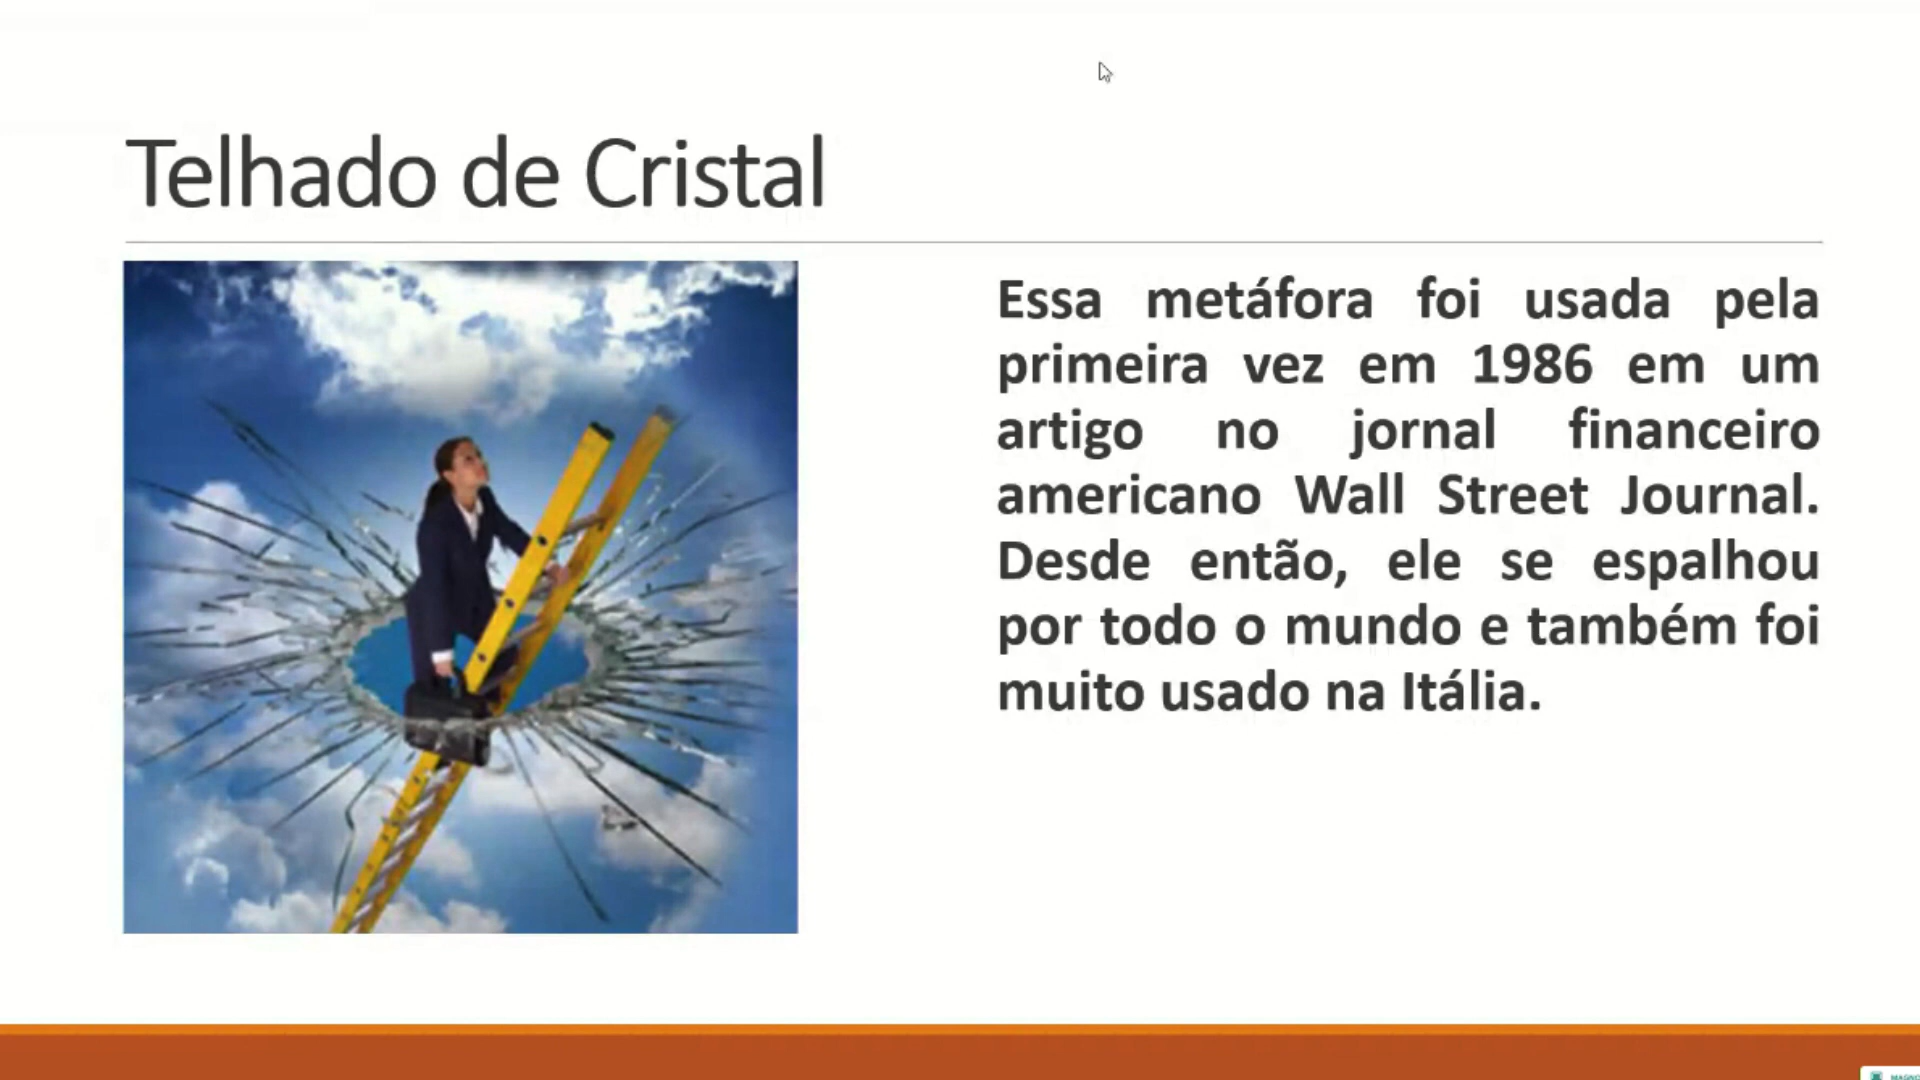 Telhado de Cristal
Essa metáfora foi usada pela
primeira vez em 1986 em um
artigo no jornal financeiro
americano Wall Street Journal.
Desde então, ele se espalhou
por todo o mundo e também foi
muito usado na Itália.